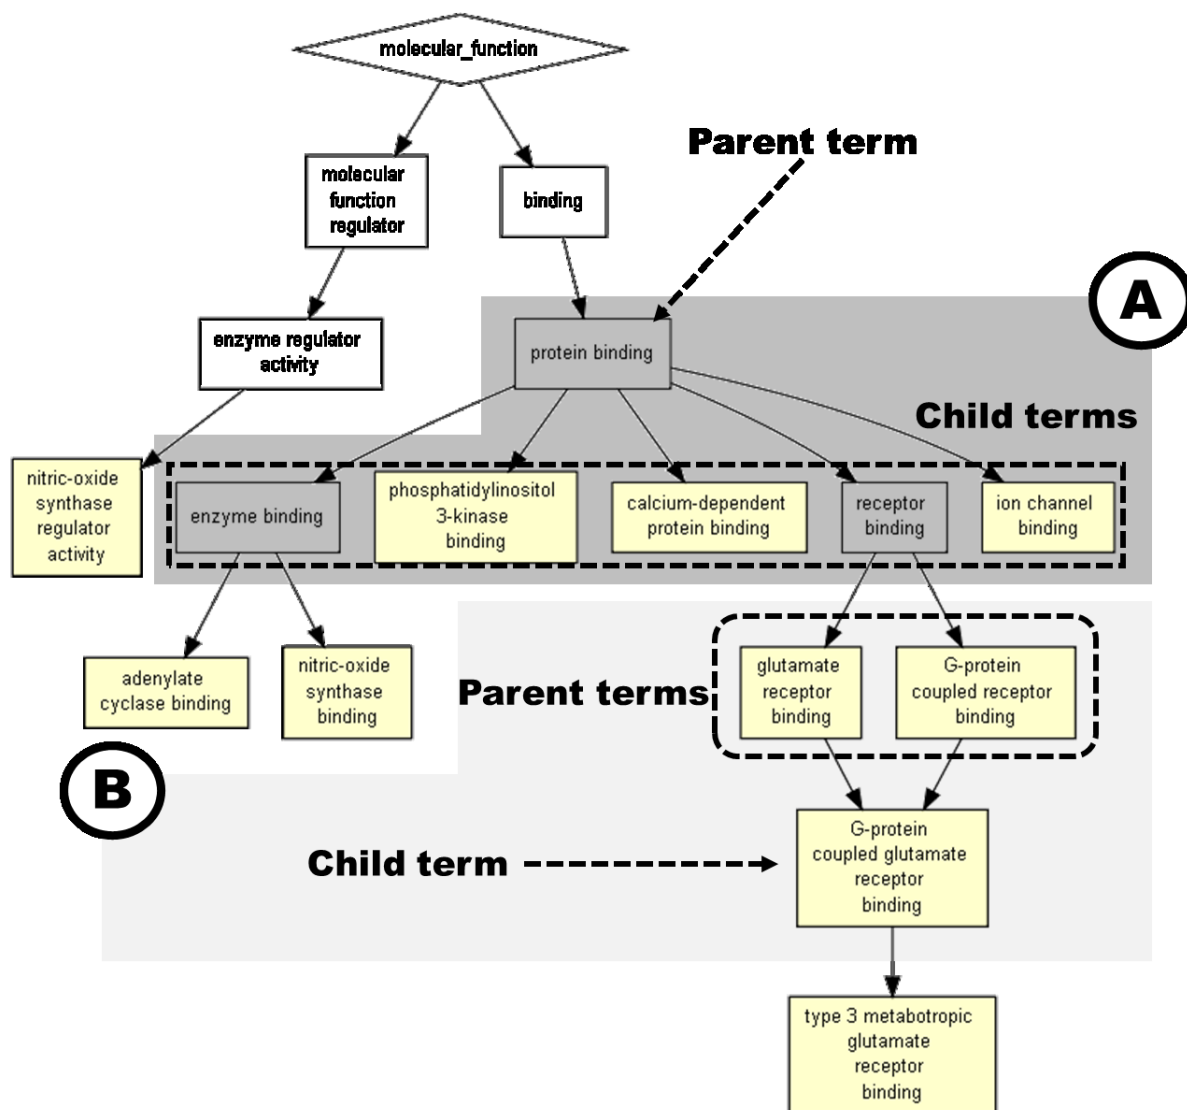 molecular_function
Parent term
molecular
function
regulator
binding
A
enzyme regulator
activity
protein binding
Child terms
nitric-oxide
synthase
regulator
activity
enzyme binding
phosphatidylinositol
3-kinase
binding
calcium-dependent
protein binding
receptor
binding
ion channel
binding
adenylate
cyclase binding
nitric-oxide
synthase
binding
Parent terms
glutamate
receptor
binding
G-protein
coupled receptor
binding
B
Child term
G-protein
coupled glutamate
receptor
binding
type 3 metabotropic
glutamate
receptor
binding